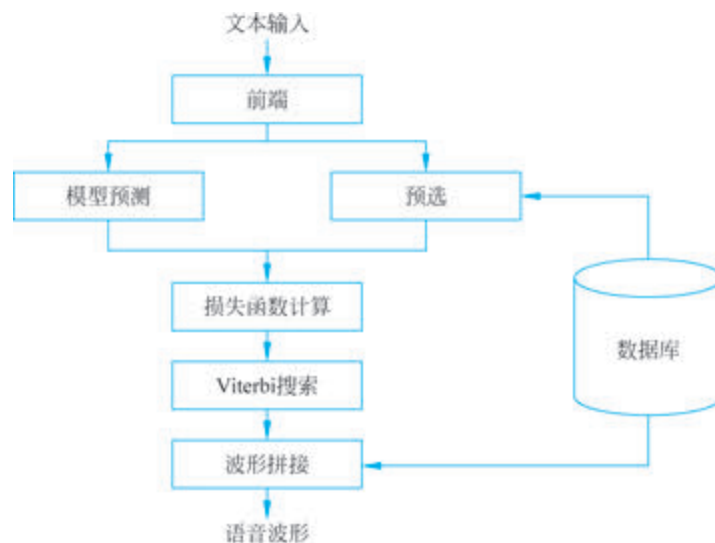 文本输入
前端
模型预测
预选
损失函数计算
数据库
Viterbi搜索
波形拼接
语音波形